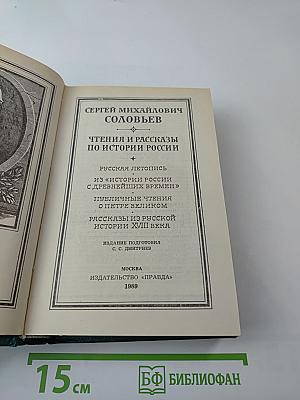 СЕРГЕЙ МИХАЙЛОВИЧ
СОЛОВЬЕВ
ЧТЕНИЯ И РАССКАЗЫ
ПО ИСТОРИИ РОССИИ
РУССКАЯ ЛЕТОПИСЬ
ИЗ «ИСТОРИИ РОССИИ
С ДРЕВНЕЙШИХ ВРЕМЕН»
ПУБЛИЧНЫЕ ЧТЕНИЯ
О ПЕТРЕ ВЕЛИКОМ
РАССКАЗЫ ИЗ РУССКОЙ
ИСТОРИИ XVIII ВЕКА
ИЗДАНИЕ ПОДГОТОВИЛ
С. С. ДМИТРИЕВ
МОСКВА
ИЗДАТЕЛЬСТВО «ПРАВДА»
1989
15 см
БФ БИБЛИОФАН